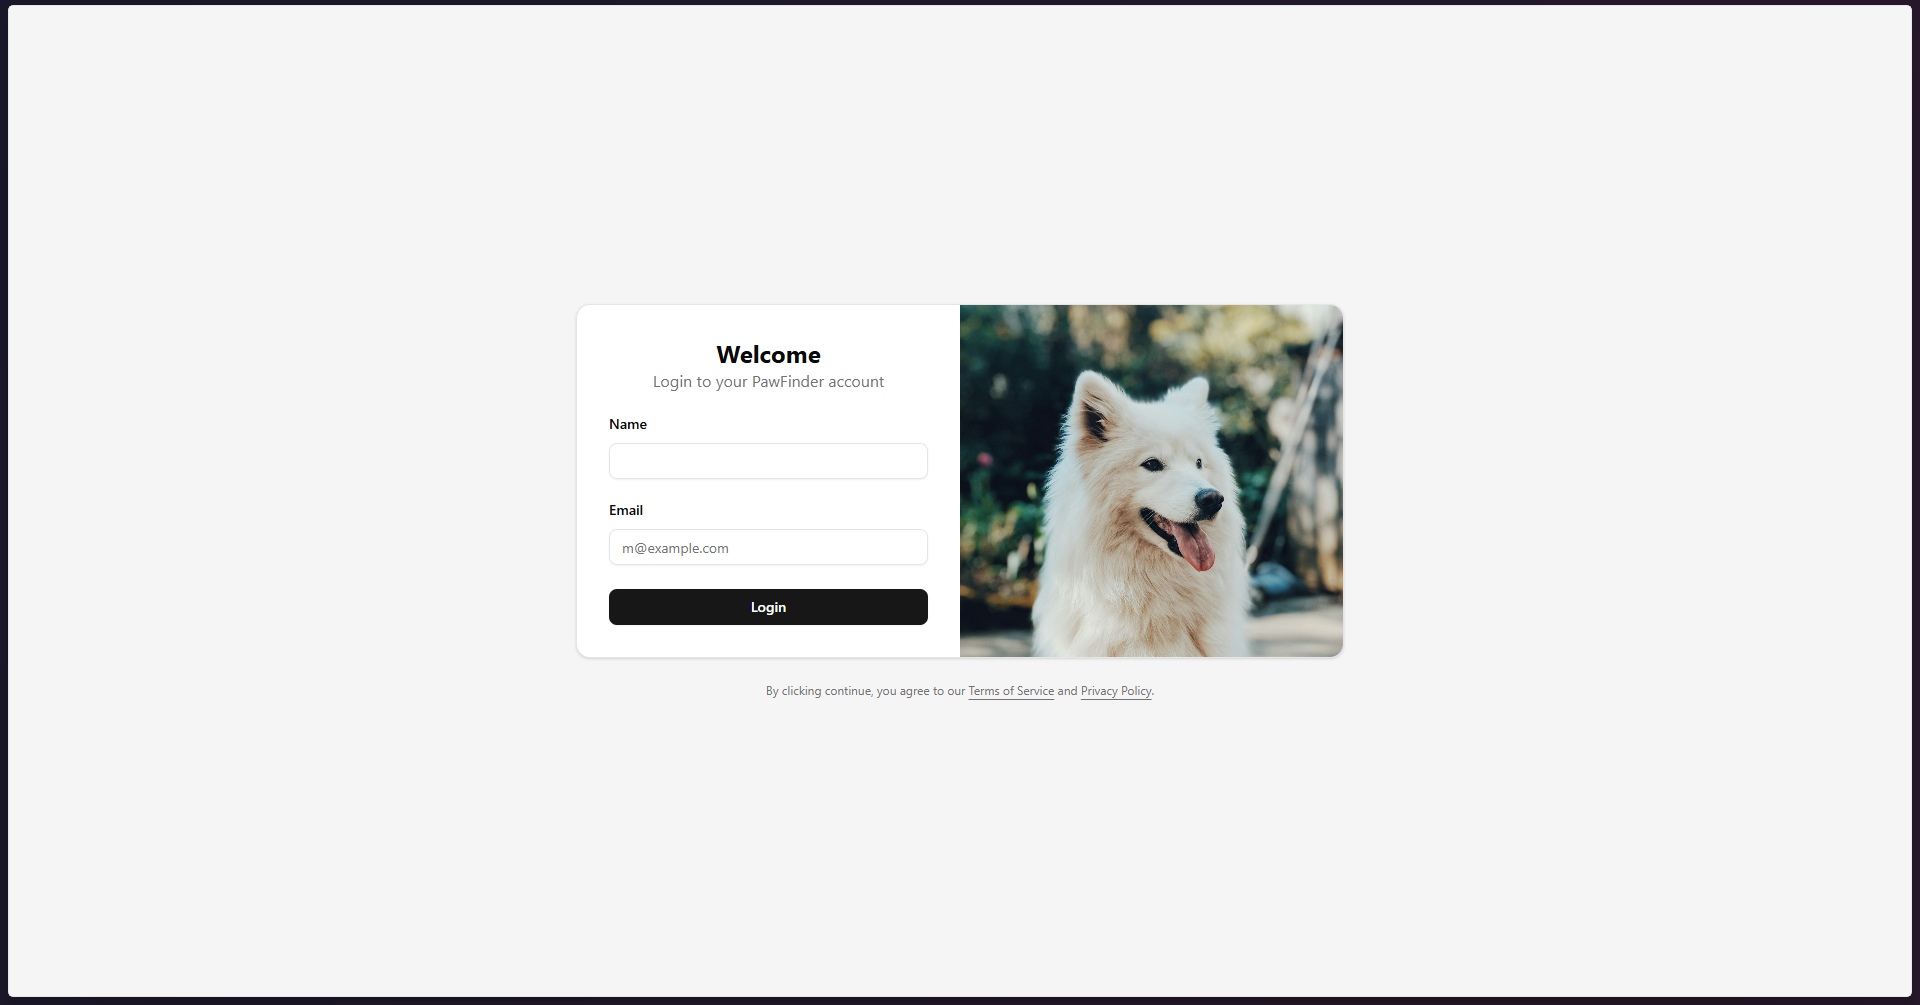 Welcome
Login to your PawFinder account
Name
Email
m@example.com
Login
By clicking continue, you agree to our Terms of Service and Privacy Policy.